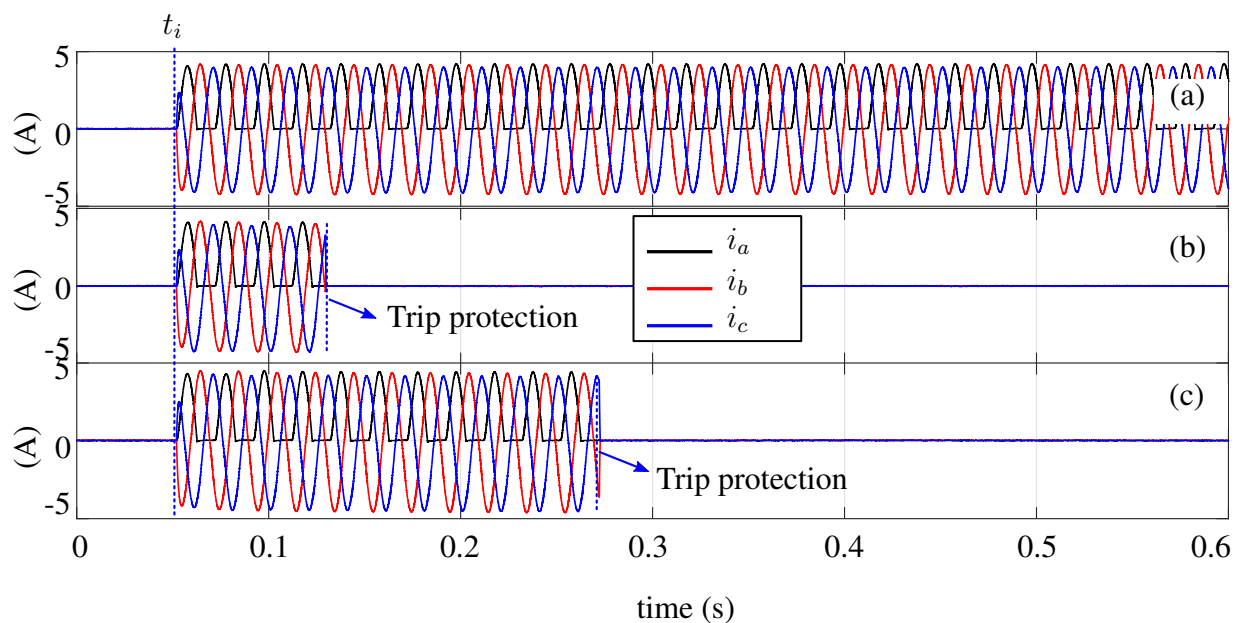 t_i
5
(a)
0
(A)
-5
5
i_a
(b)
0
i_b
(A)
Trip protection
i_c
-5
5
(c)
0
(A)
Trip protection
-5
0 0.1 0.2 0.3 0.4 0.5 0.6
time (s)